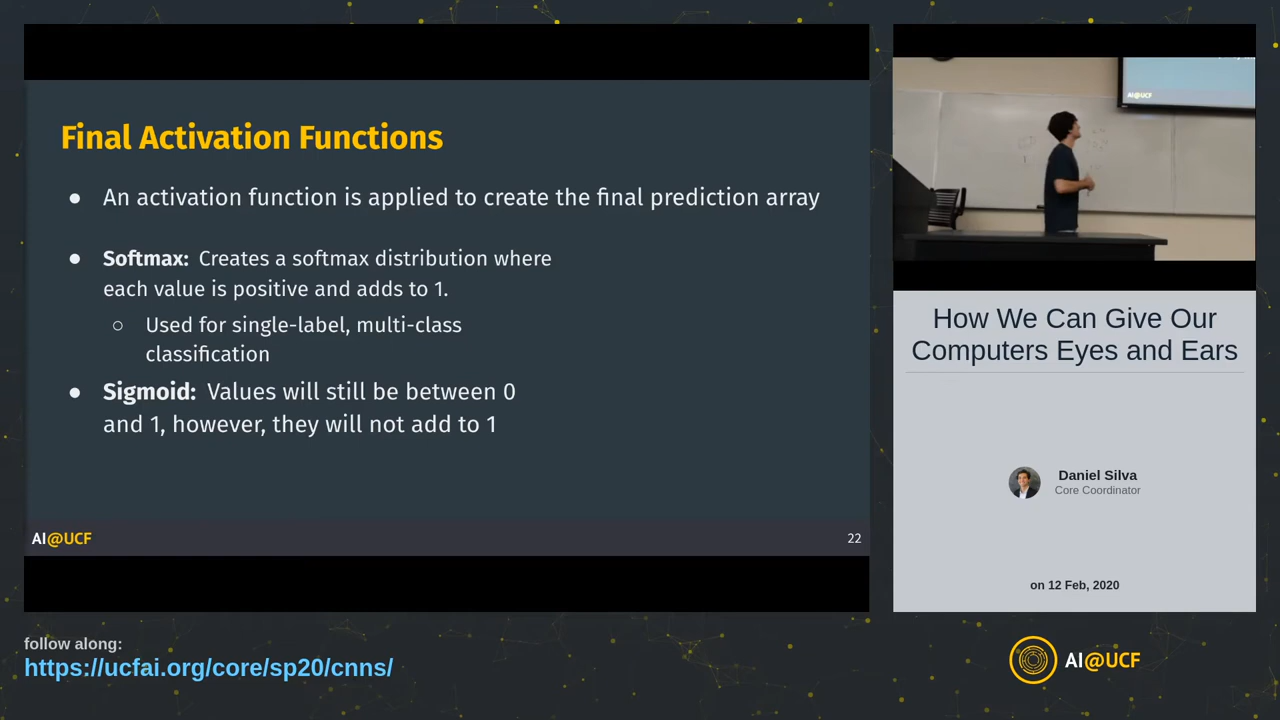 Final Activation Functions
● An activation function is applied to create the final prediction array
● Softmax: Creates a softmax distribution where
each value is positive and adds to 1.
○ Used for single-label, multi-class
classification
● Sigmoid: Values will still be between 0
and 1, however, they will not add to 1
AI@UCF
22
AI@UCF
How We Can Give Our
Computers Eyes and Ears
Daniel Silva
Core Coordinator
on 12 Feb, 2020
follow along:
https://ucfai.org/core/sp20/cnns/
AI@UCF